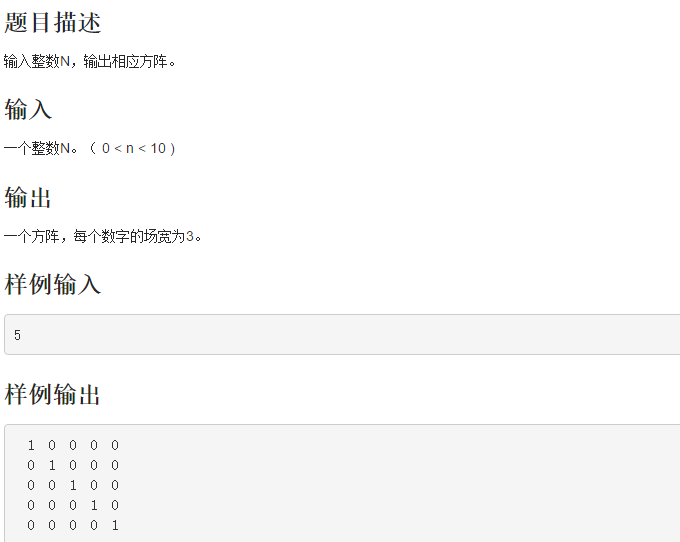 题目描述
输入整数N，输出相应方阵。
输入
一个整数N。（ 0 < n < 10 ）
输出
一个方阵，每个数字的场宽为3。
样例输入
5
样例输出
1 0 0 0 0
0 1 0 0 0
0 0 1 0 0
0 0 0 1 0
0 0 0 0 1